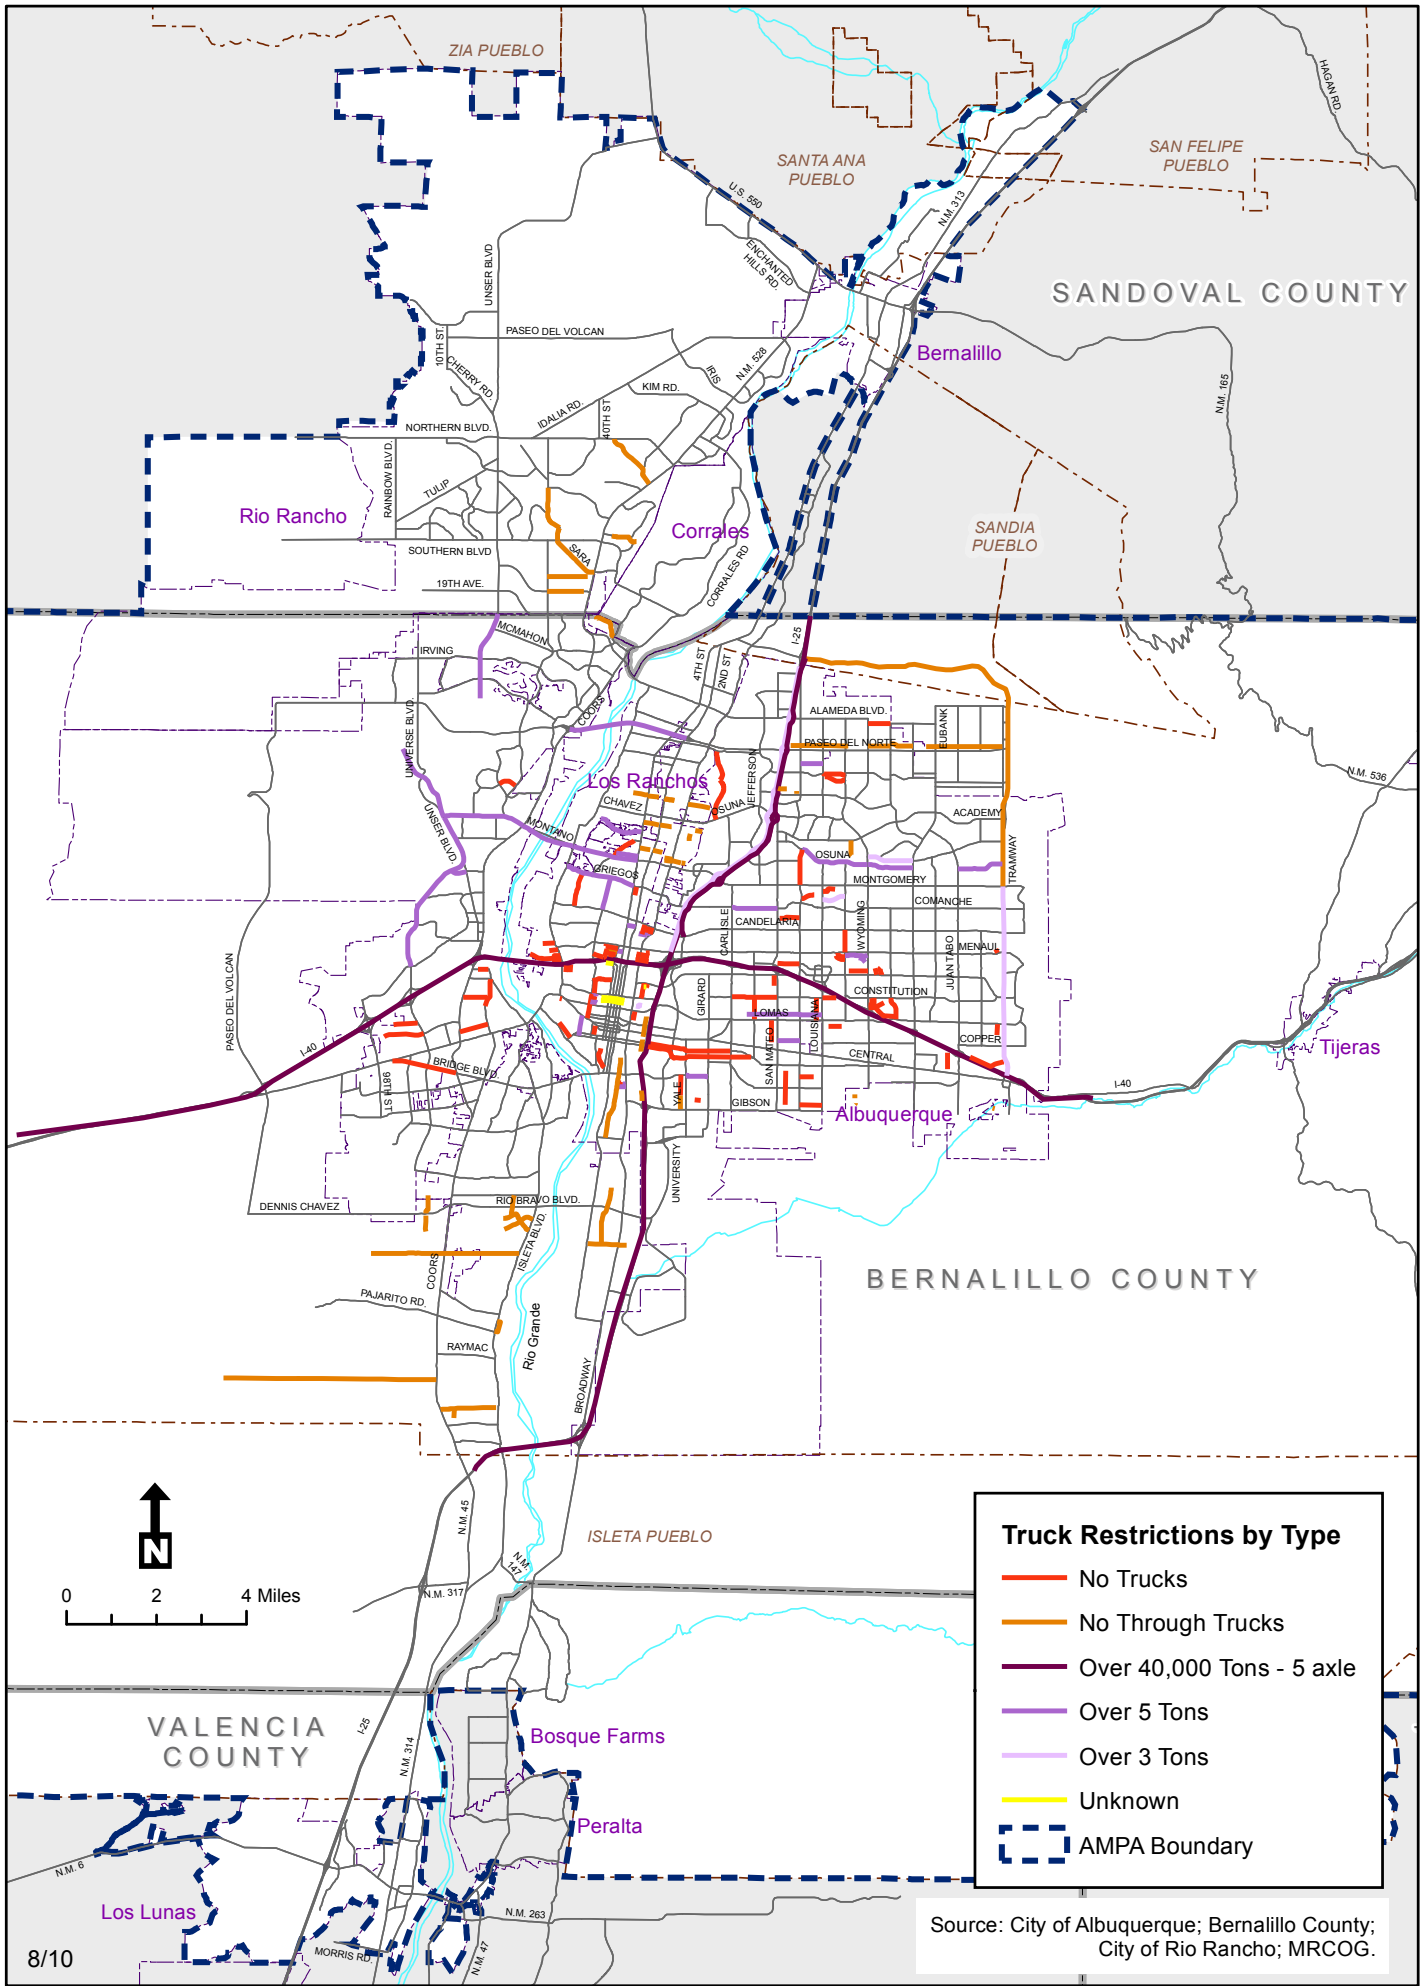 ZIA PUEBLO
HAGAN RD.
SANTA ANA
PUEBLO
SAN FELIPE
PUEBLO
U.S. 550
N.M. 313
ENCHANTED
HILLS RD.
UNSER BLVD
SANDOVAL COUNTY
10TH ST.
PASEO DEL VOLCAN
Bernalillo
CHERRY RD.
IRIS
N.M. 528
KIM RD.
N.M. 165
IDALIA RD.
40TH ST
NORTHERN BLVD.
RAINBOW BLVD.
TULIP
Rio Rancho
Corrales
SANDIA
PUEBLO
SOUTHERN BLVD
SARA
CORRALES RD
19TH AVE.
MCMAHON
I-25
IRVING
4TH ST
2ND ST
COORS
ALAMEDA BLVD.
EUBANK
UNIVERSE BLVD.
PASEO DEL NORTE
JEFFERSON
N.M. 536
Los Ranchos
CHAVEZ
OSUNA
ACADEMY
UNSER BLVD.
MONTANO
OSUNA
TRAMWAY
GRIEGOS
MONTGOMERY
COMANCHE
CARLISLE
CANDELARIA
WYOMING
JUAN TABO
MENAUL
PASEO DEL VOLCAN
GIRARD
CONSTITUTION
LOMAS
LOUISIANA
SAN MATEO
COPPER
I-40
CENTRAL
Tijeras
BRIDGE BLVD.
98TH ST
YALE
GIBSON
I-40
Albuquerque
UNIVERSITY
DENNIS CHAVEZ
RIO BRAVO BLVD.
ISLETA BLVD.
COORS
BERNALILLO COUNTY
PAJARITO RD.
Rio Grande
RAYMAC
BROADWAY
N.M. 45
ISLETA PUEBLO
N
N.M.
147
0 2 4 Miles
N.M. 317
Truck Restrictions by Type
No Trucks
No Through Trucks
Over 40,000 Tons - 5 axle
Over 5 Tons
Over 3 Tons
Unknown
AMPA Boundary
VALENCIA
COUNTY
I-25
N.M. 314
Bosque Farms
Peralta
N.M. 6
Los Lunas
N.M. 263
MORRIS RD.
N.M. 47
Source: City of Albuquerque; Bernalillo County;
City of Rio Rancho; MRCOG.
8/10